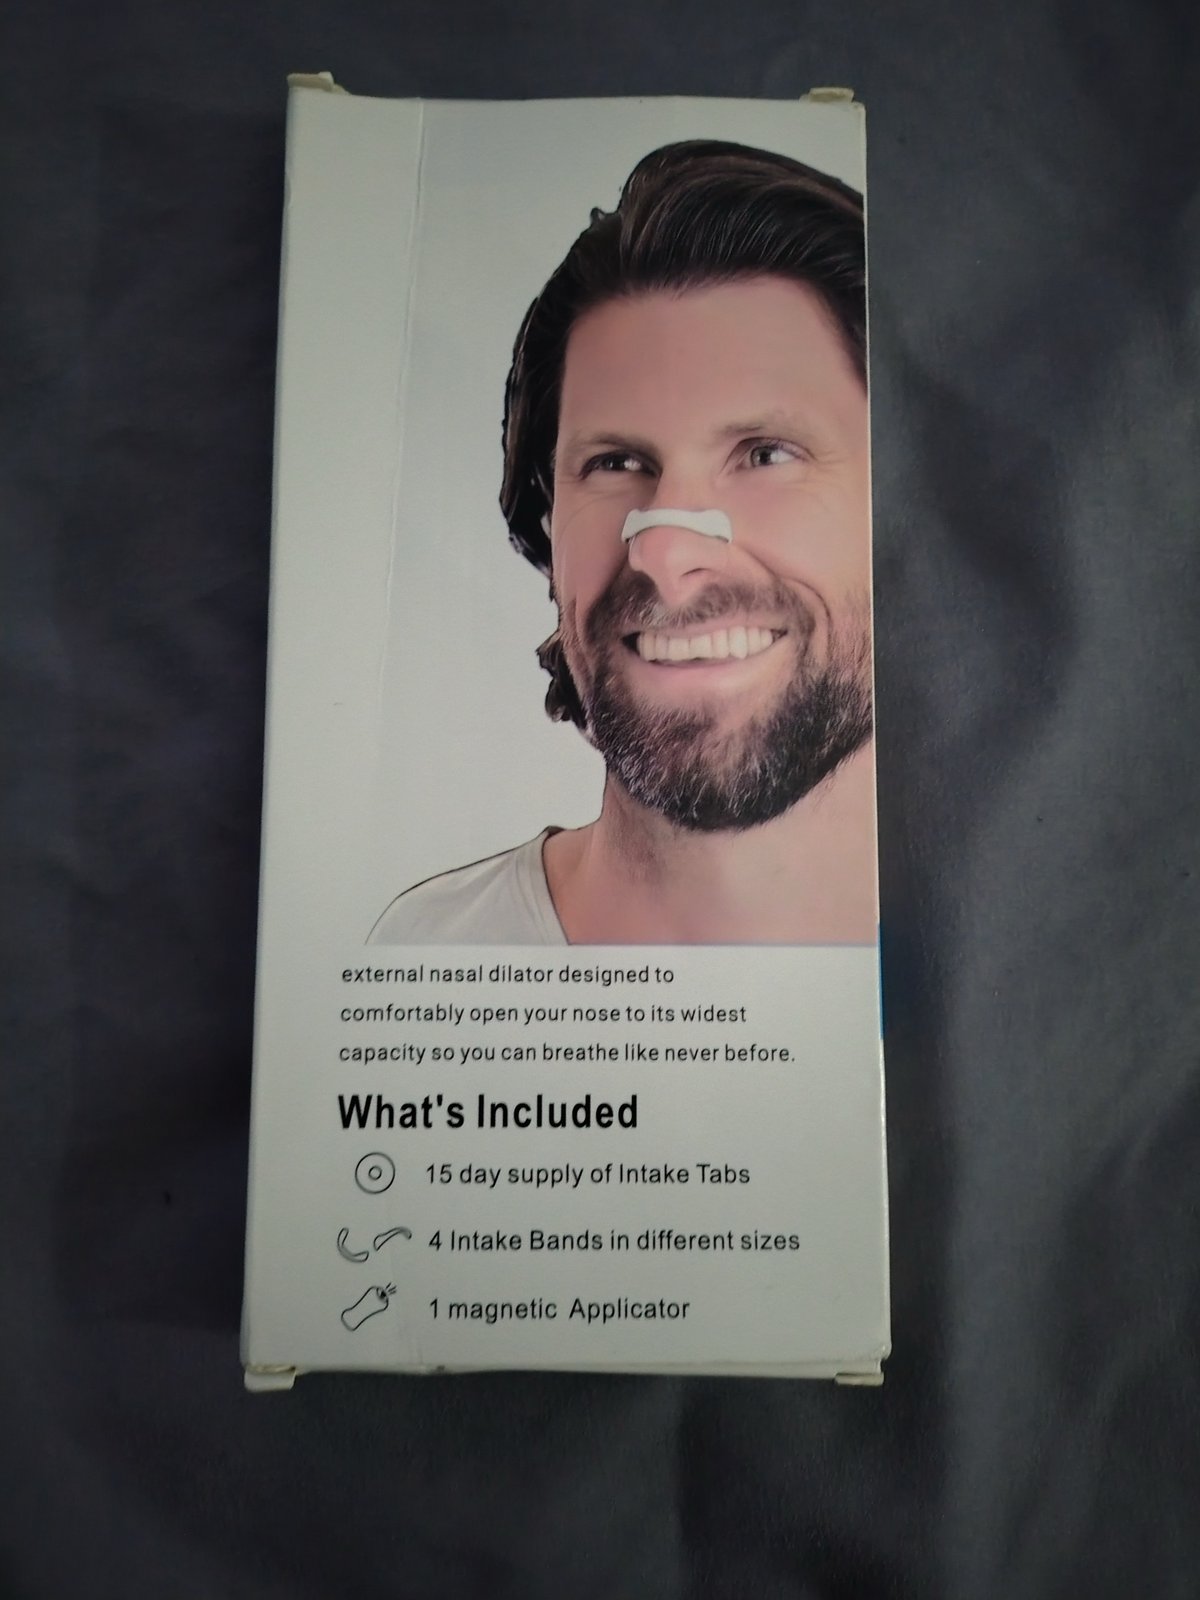 external nasal dilator designed to
comfortably open your nose to its widest
capacity so you can breathe like never before.
What's Included
15 day supply of Intake Tabs
4 Intake Bands in different sizes
1 magnetic Applicator